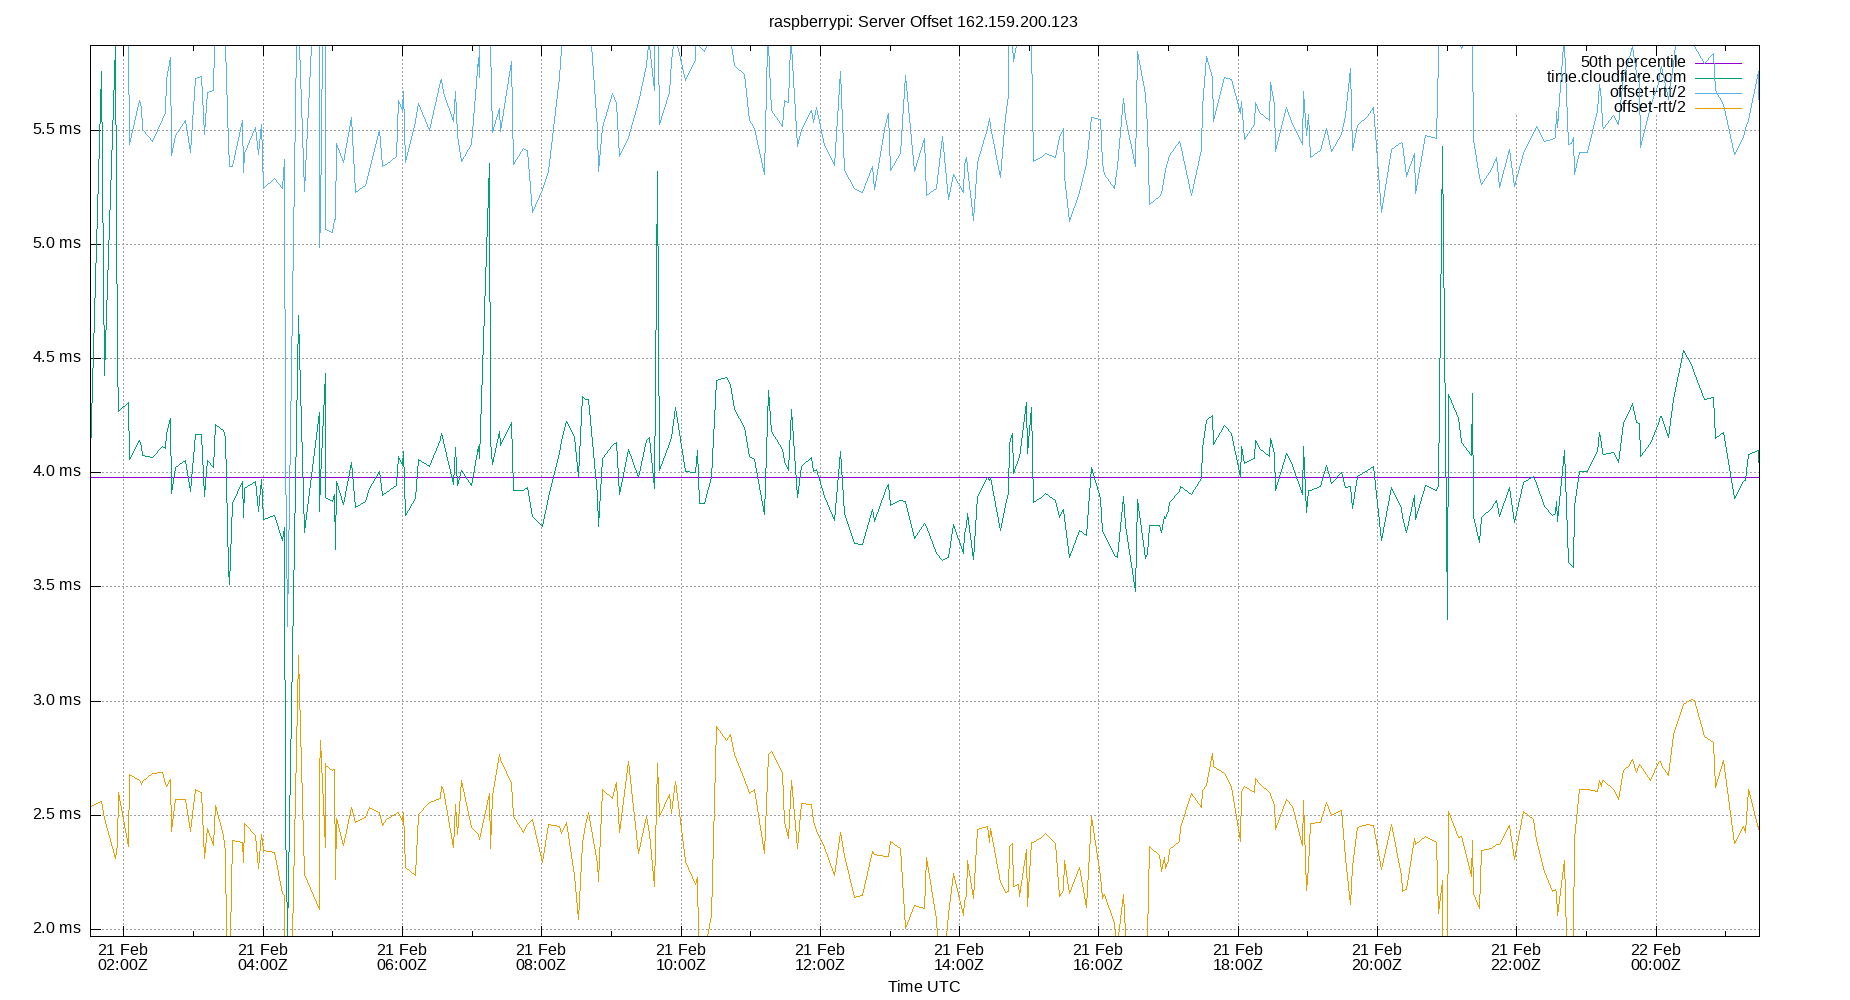 raspberrypi: Server Offset 162.159.200.123
50th percentile
time.cloudflare.com
offset+rtt/2
offset-rtt/2
5.5 ms
5.0 ms
4.5 ms
4.0 ms
3.5 ms
3.0 ms
2.5 ms
2.0 ms
21 Feb 21 Feb 21 Feb 21 Feb 21 Feb 21 Feb 21 Feb 21 Feb 21 Feb 21 Feb 21 Feb 22 Feb
02:00Z 04:00Z 06:00Z 08:00Z 10:00Z 12:00Z 14:00Z 16:00Z 18:00Z 20:00Z 22:00Z 00:00Z
Time UTC